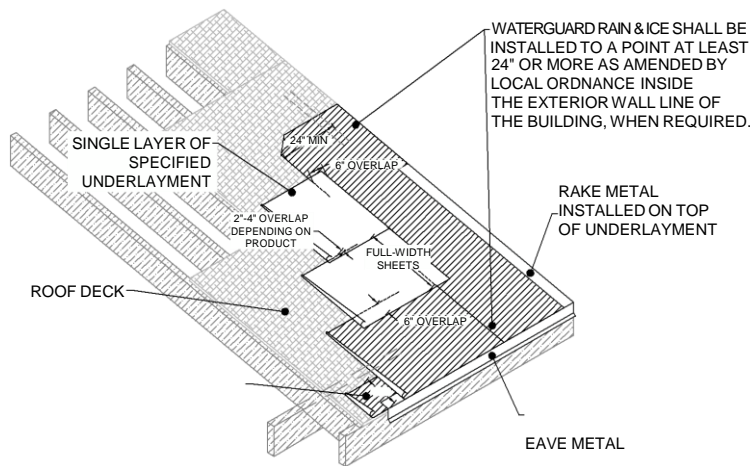 WATERGUARD RAIN & ICE SHALL BE
INSTALLED TO A POINT AT LEAST
24" OR MORE AS AMENDED BY
LOCAL ORDNANCE INSIDE
THE EXTERIOR WALL LINE OF
THE BUILDING, WHEN REQUIRED.
24" MIN
6" OVERLAP
SINGLE LAYER OF
SPECIFIED
UNDERLAYMENT
RAKE METAL
INSTALLED ON TOP
OF UNDERLAYMENT
2"-4" OVERLAP
DEPENDING ON
PRODUCT
FULL-WIDTH
SHEETS
ROOF DECK
6" OVERLAP
EAVE METAL